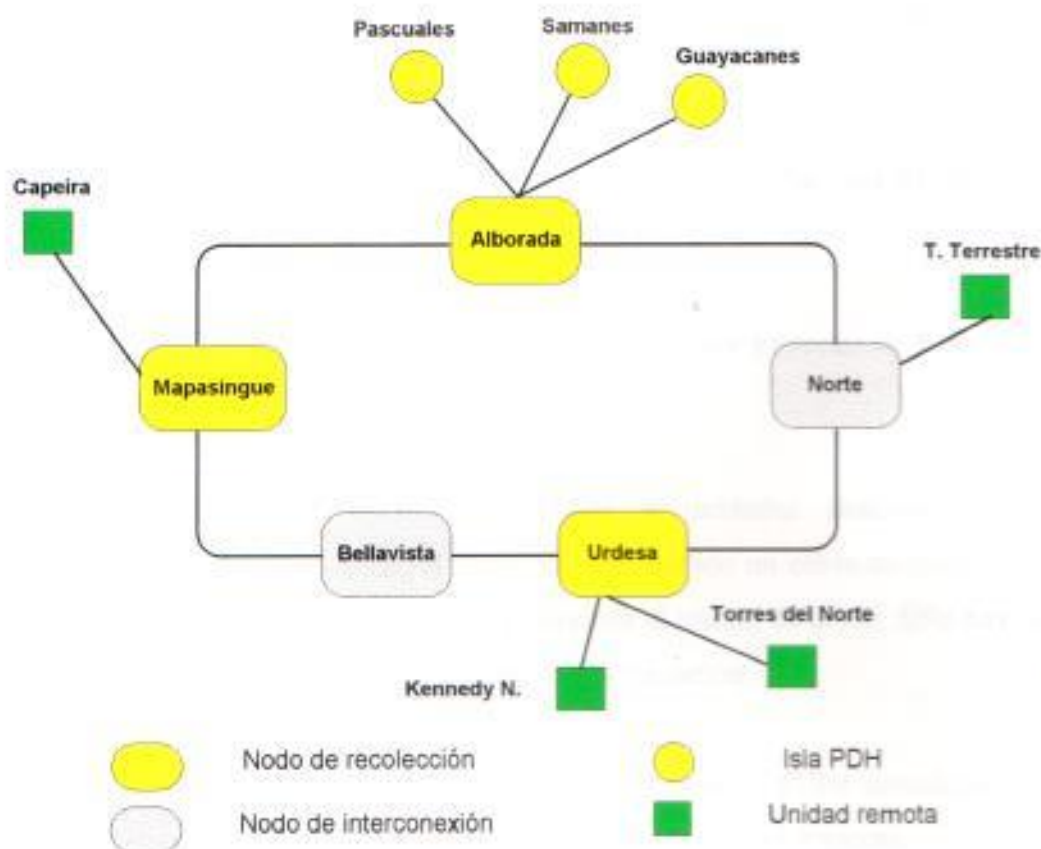 Pascuales
Samanes
Guayacanes
Capeira
Alborada
T. Terrestre
Mapasingue
Norte
Bellavista
Urdesa
Torres del Norte
Kennedy N.
Nodo de recolección
Isla PDH
Nodo de interconexión
Unidad remota